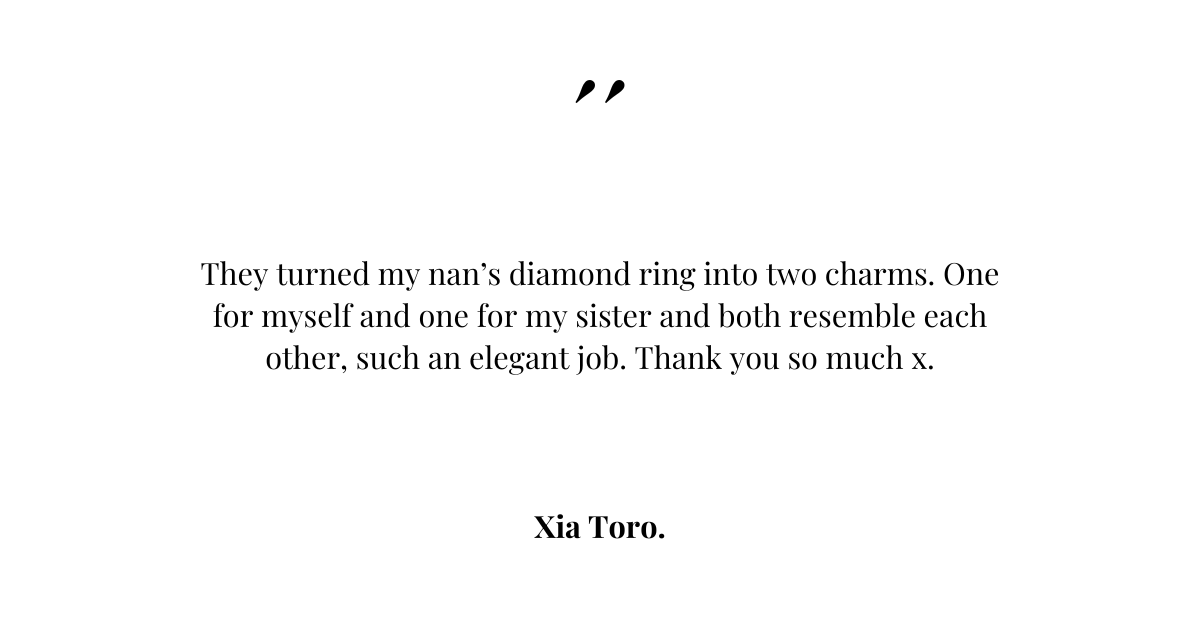 "
They turned my nan’s diamond ring into two charms. One
for myself and one for my sister and both resemble each
other, such an elegant job. Thank you so much x.
Xia Toro.